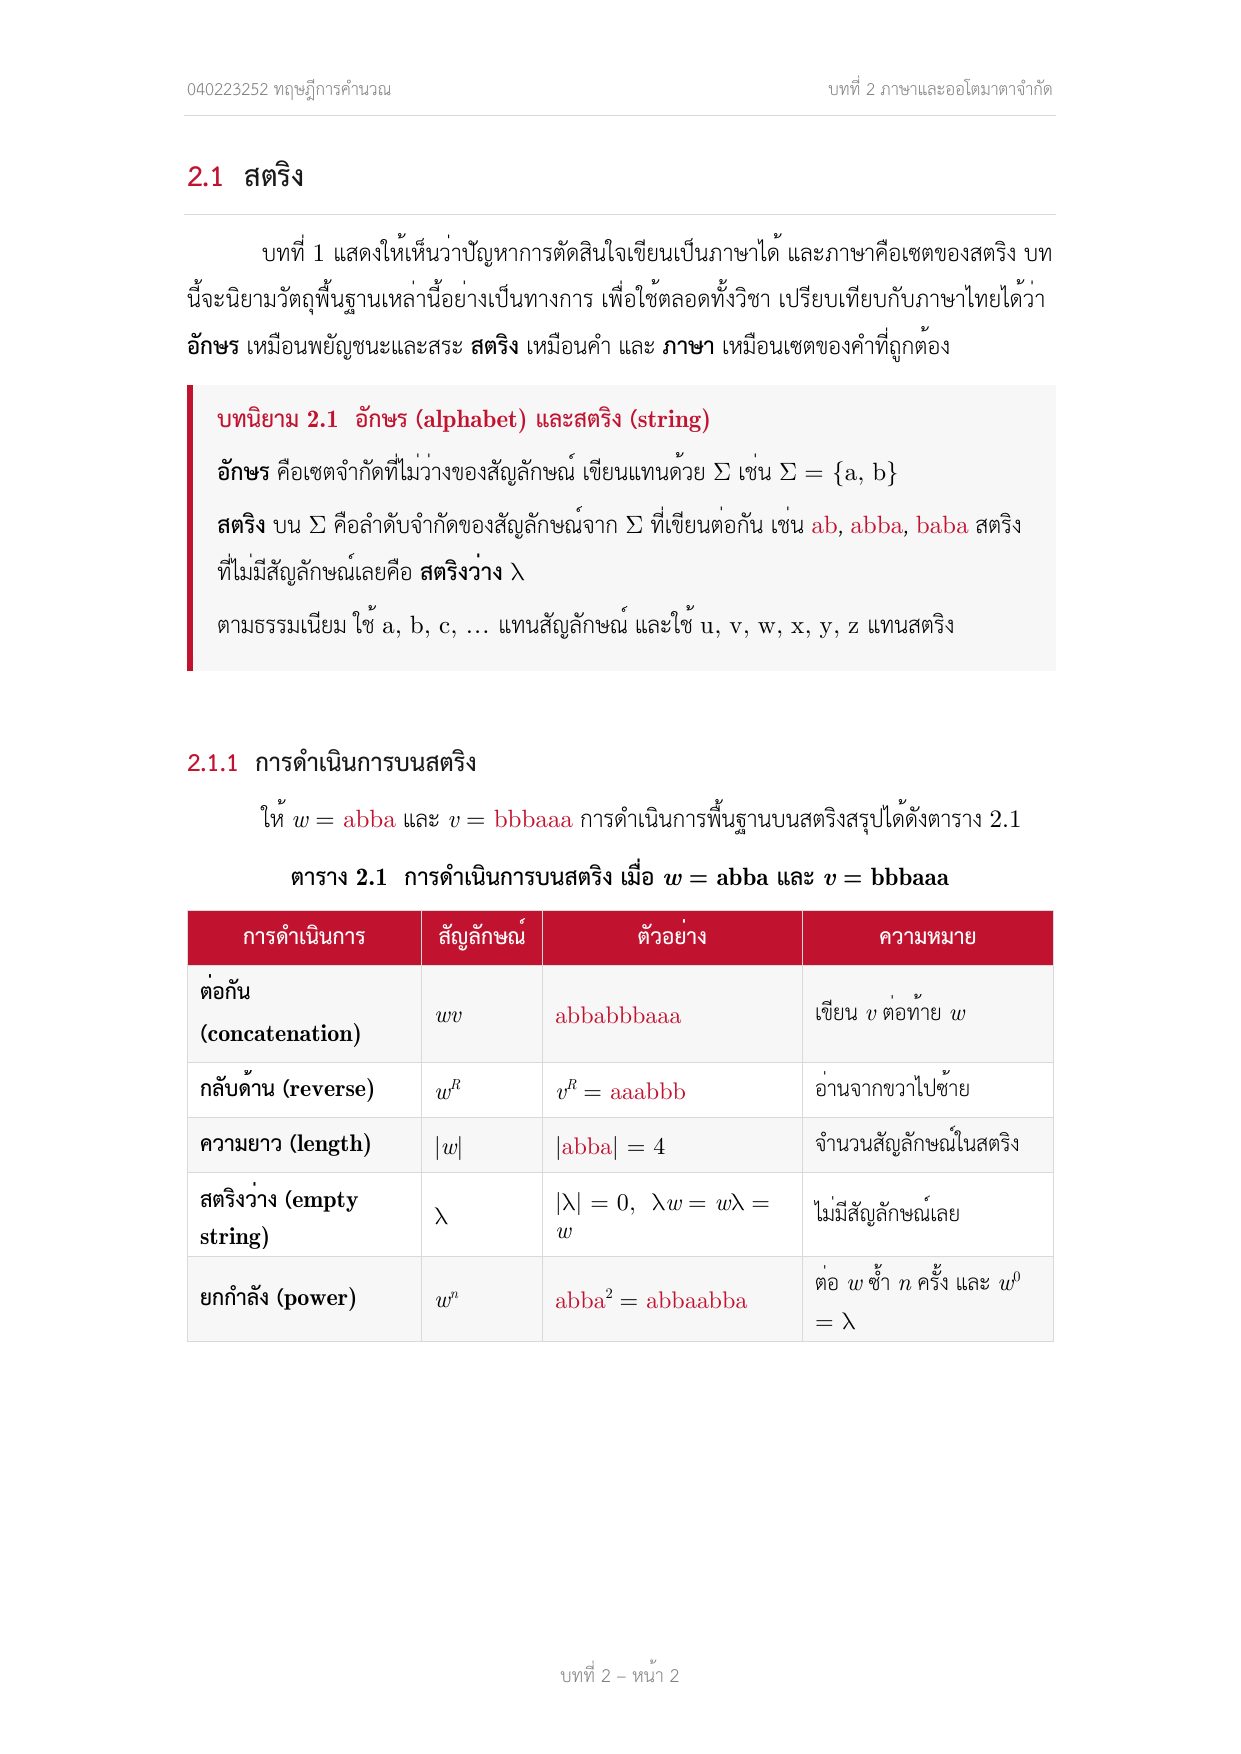 040223252 ทฤษฎีการคำนวณ
บทที่ 2 ภาษาและออโตมาตาจำกัด
2.1 สตริง
บทที่ 1 แสดงให้เห็นว่าปัญหาการตัดสินใจเขียนเป็นภาษาได้ และภาษาคือเซตของสตริง บท
นี้จะนิยามวัตถุพื้นฐานเหล่านี้อย่างเป็นทางการ เพื่อใช้ตลอดทั้งวิชา เปรียบเทียบกับภาษาไทยได้ว่า
อักษร เหมือนพยัญชนะและสระ สตริง เหมือนคำ และ ภาษา เหมือนเซตของคำที่ถูกต้อง
บทนิยาม 2.1 อักษร (alphabet) และสตริง (string)
อักษร คือเซตจำกัดที่ไม่ว่างของสัญลักษณ์ เขียนแทนด้วย Σ เช่น Σ = {a, b}
สตริง บน Σ คือลำดับจำกัดของสัญลักษณ์จาก Σ ที่เขียนต่อกัน เช่น ab, abba, baba สตริง
ที่ไม่มีสัญลักษณ์เลยคือ สตริงว่าง λ
ตามธรรมเนียม ใช้ a, b, c, … แทนสัญลักษณ์ และใช้ u, v, w, x, y, z แทนสตริง
2.1.1 การดำเนินการบนสตริง
ให้ w = abba และ v = bbbaaa การดำเนินการพื้นฐานบนสตริงสรุปได้ดังตาราง 2.1
ตาราง 2.1 การดำเนินการบนสตริง เมื่อ w = abba และ v = bbbaaa
การดำเนินการ สัญลักษณ์ ตัวอย่าง ความหมาย
ต่อกัน
(concatenation) wv abbabbbaaa เขียน v ต่อท้าย w
กลับด้าน (reverse) w^R v^R = aaabbb อ่านจากขวาไปซ้าย
ความยาว (length) |w| |abba| = 4 จำนวนสัญลักษณ์ในสตริง
สตริงว่าง (empty
string) λ |λ| = 0, λw = wλ =
w ไม่มีสัญลักษณ์เลย
ยกกำลัง (power) w^n abba² = abbaabba ต่อ w ซ้ำ n ครั้ง และ w⁰
= λ
บทที่ 2 – หน้า 2